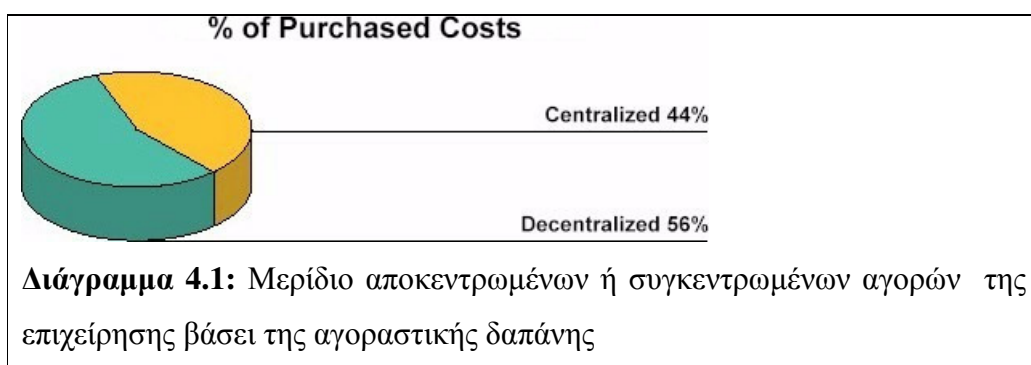 % of Purchased Costs
Centralized 44%
Decentralized 56%
Διάγραμμα 4.1: Μερίδιο αποκεντρωμένων ή συγκεντρωμένων αγορών της
επιχείρησης βάσει της αγοραστικής δαπάνης